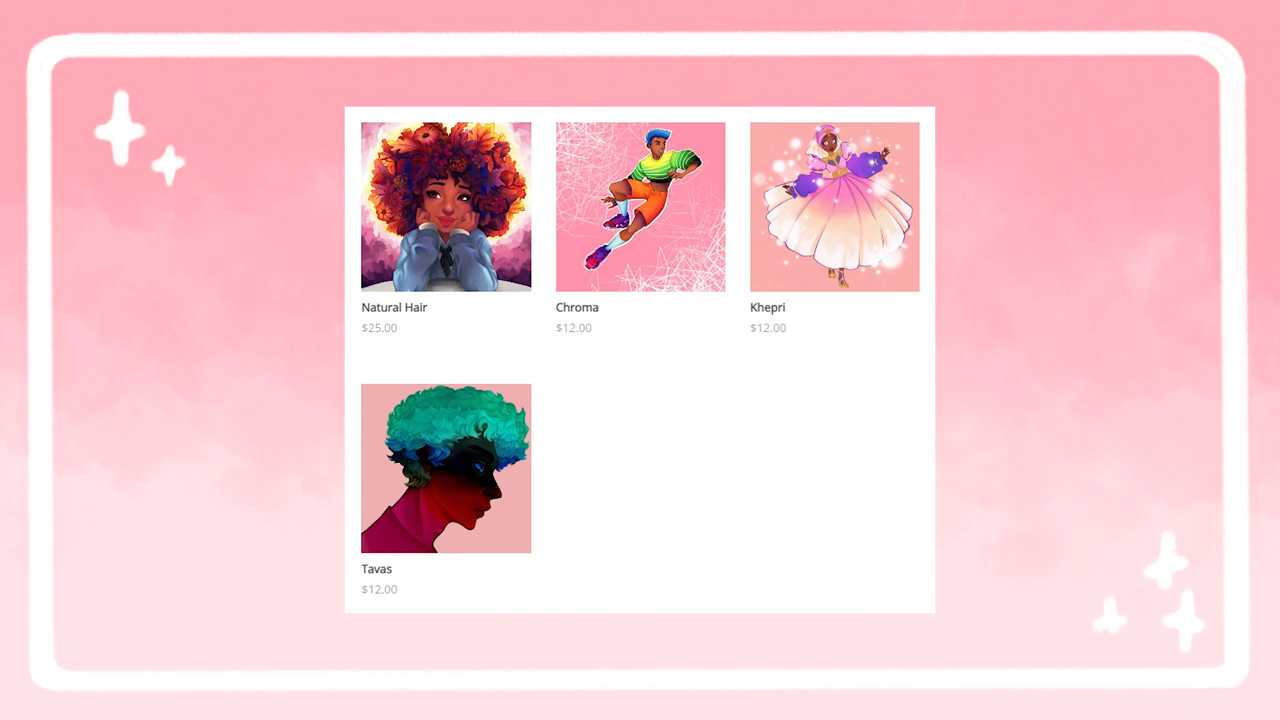 Natural Hair
$25.00
Chroma
$12.00
Khepri
$12.00
Tavas
$12.00